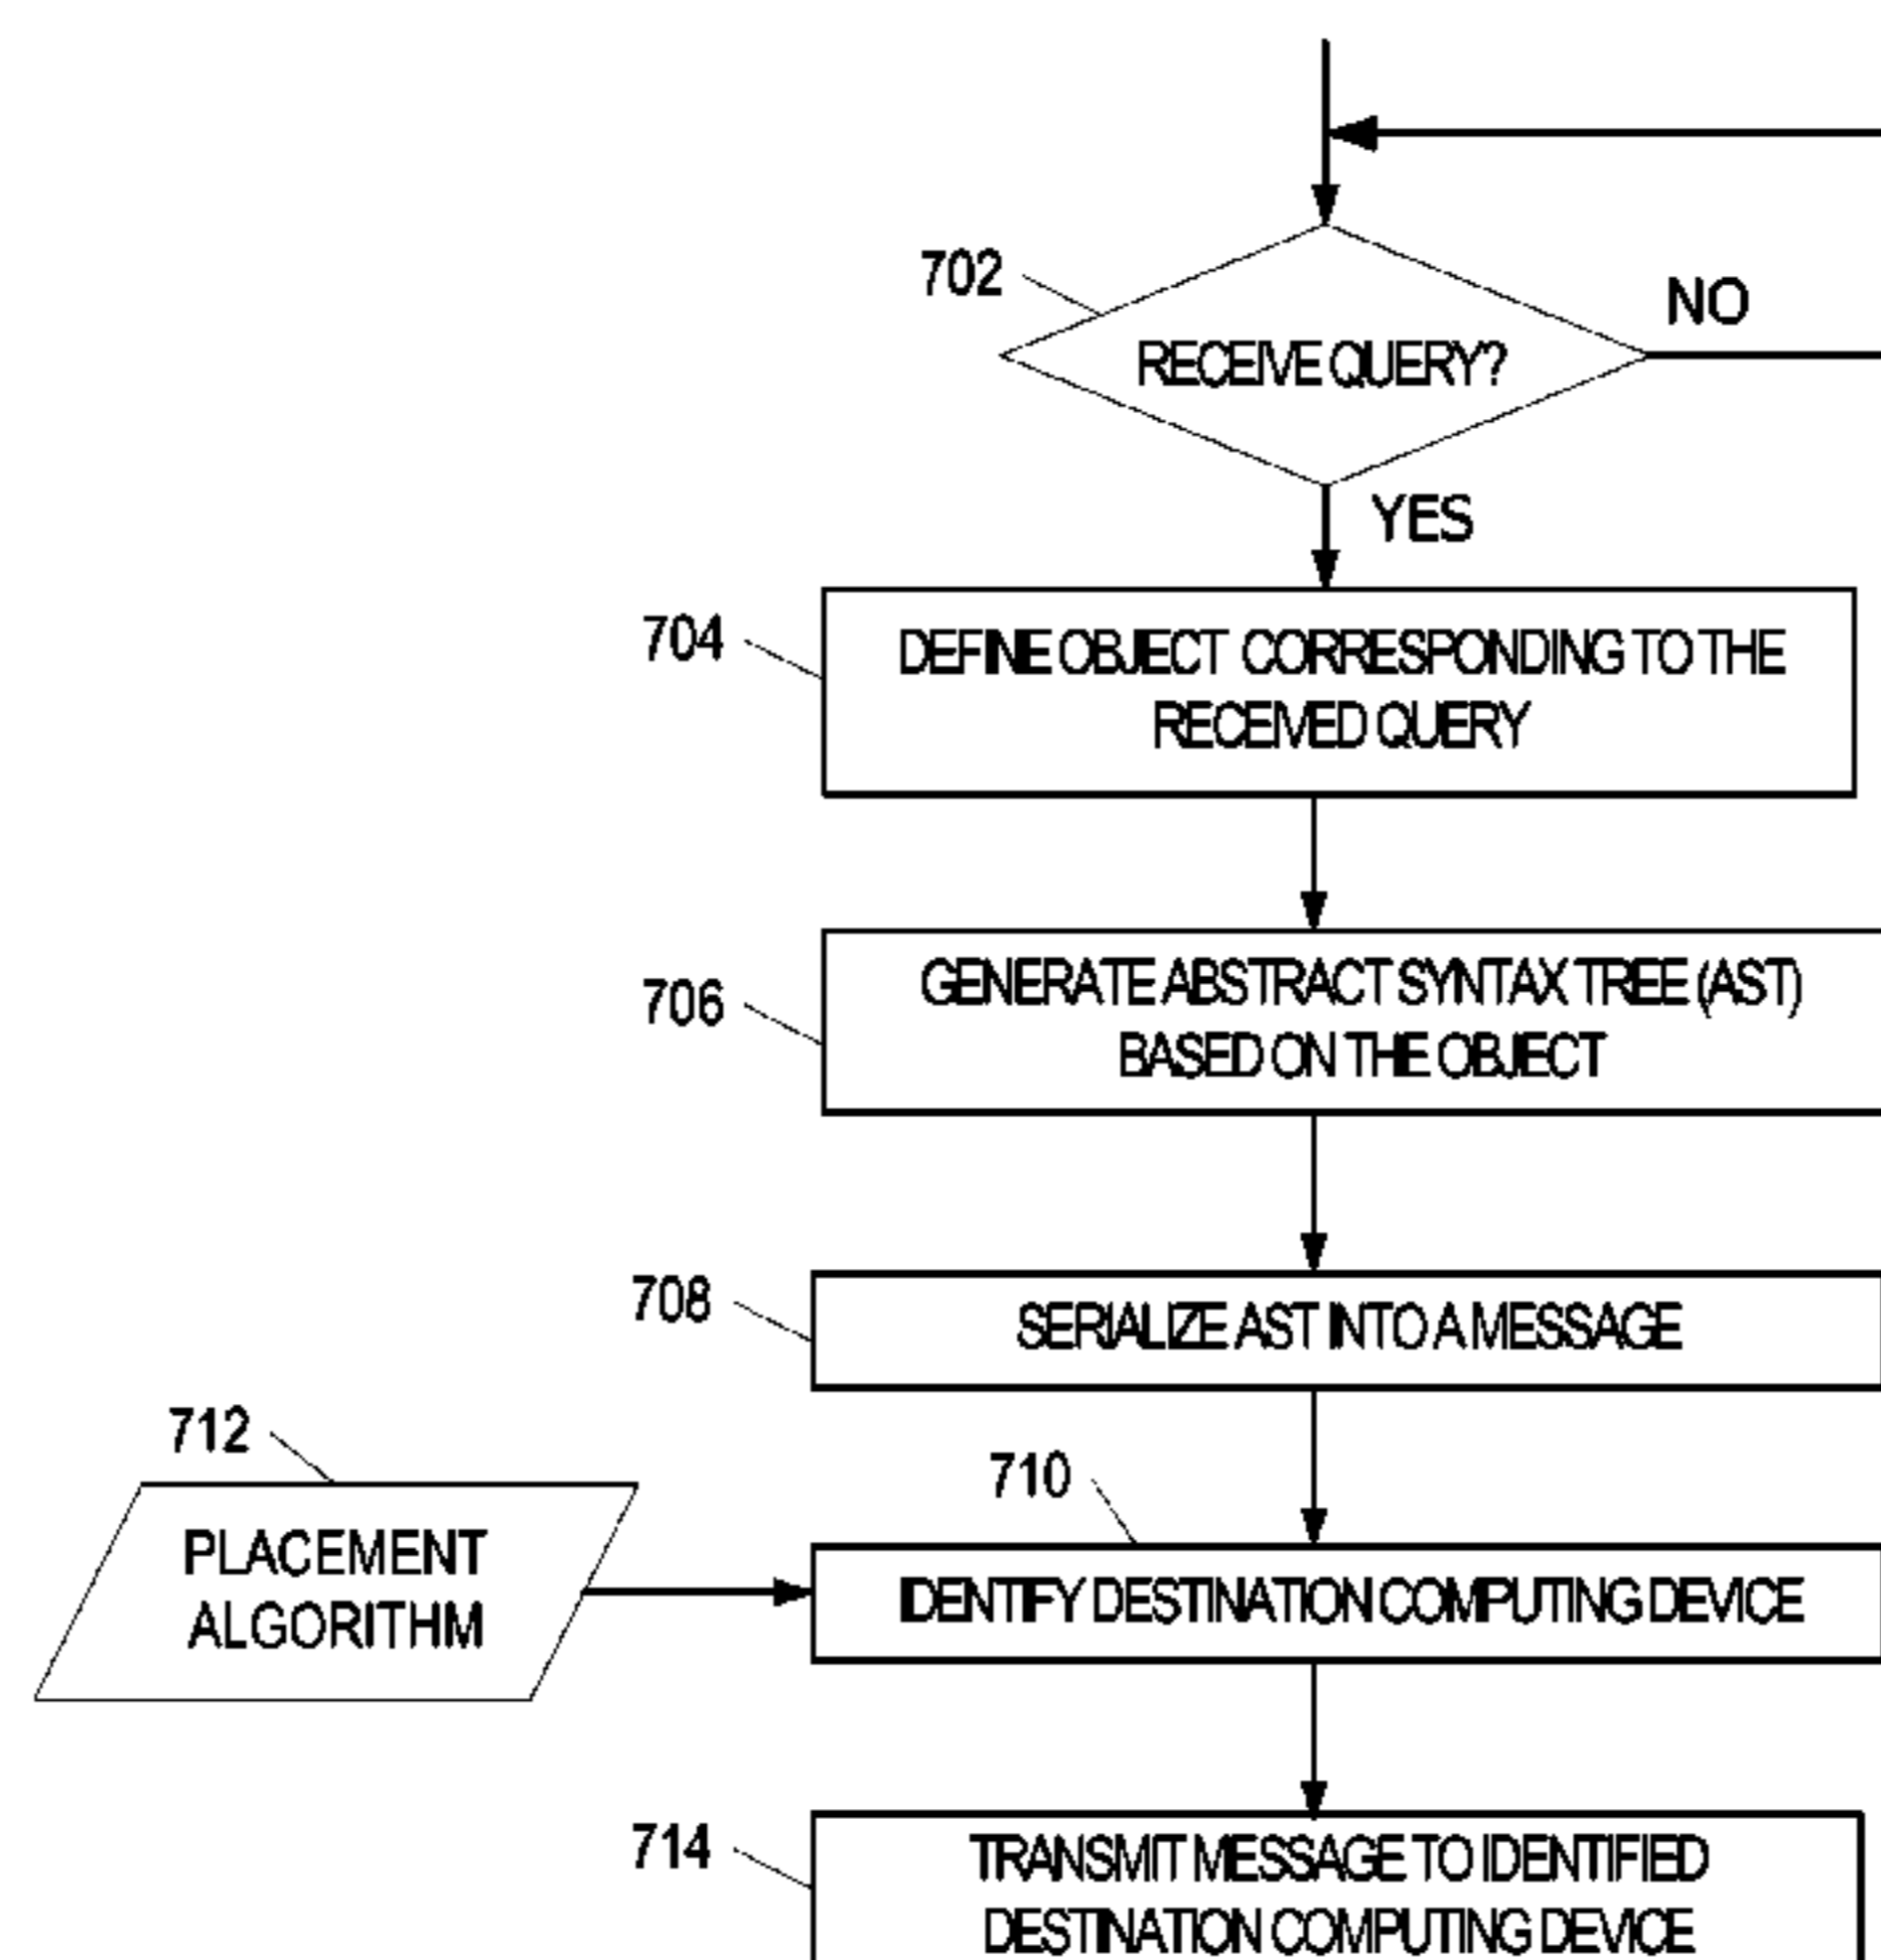 702
RECEIVE QUERY?
NO
YES
704
DEFINE OBJECT CORRESPONDING TO THE
RECEIVED QUERY
706
GENERATE ABSTRACT SYNTAX TREE (AST)
BASED ON THE OBJECT
708
SERIALIZE AST INTO A MESSAGE
712
PLACEMENT
ALGORITHM
710
IDENTIFY DESTINATION COMPUTING DEVICE
714
TRANSMIT MESSAGE TO IDENTIFIED
DESTINATION COMPUTING DEVICE